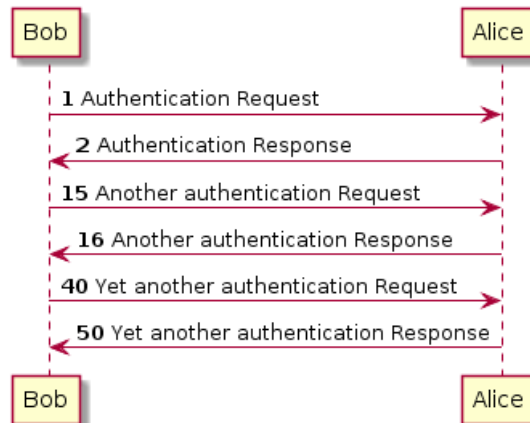 Bob Alice
1 Authentication Request
2 Authentication Response
15 Another authentication Request
16 Another authentication Response
40 Yet another authentication Request
50 Yet another authentication Response
Bob Alice